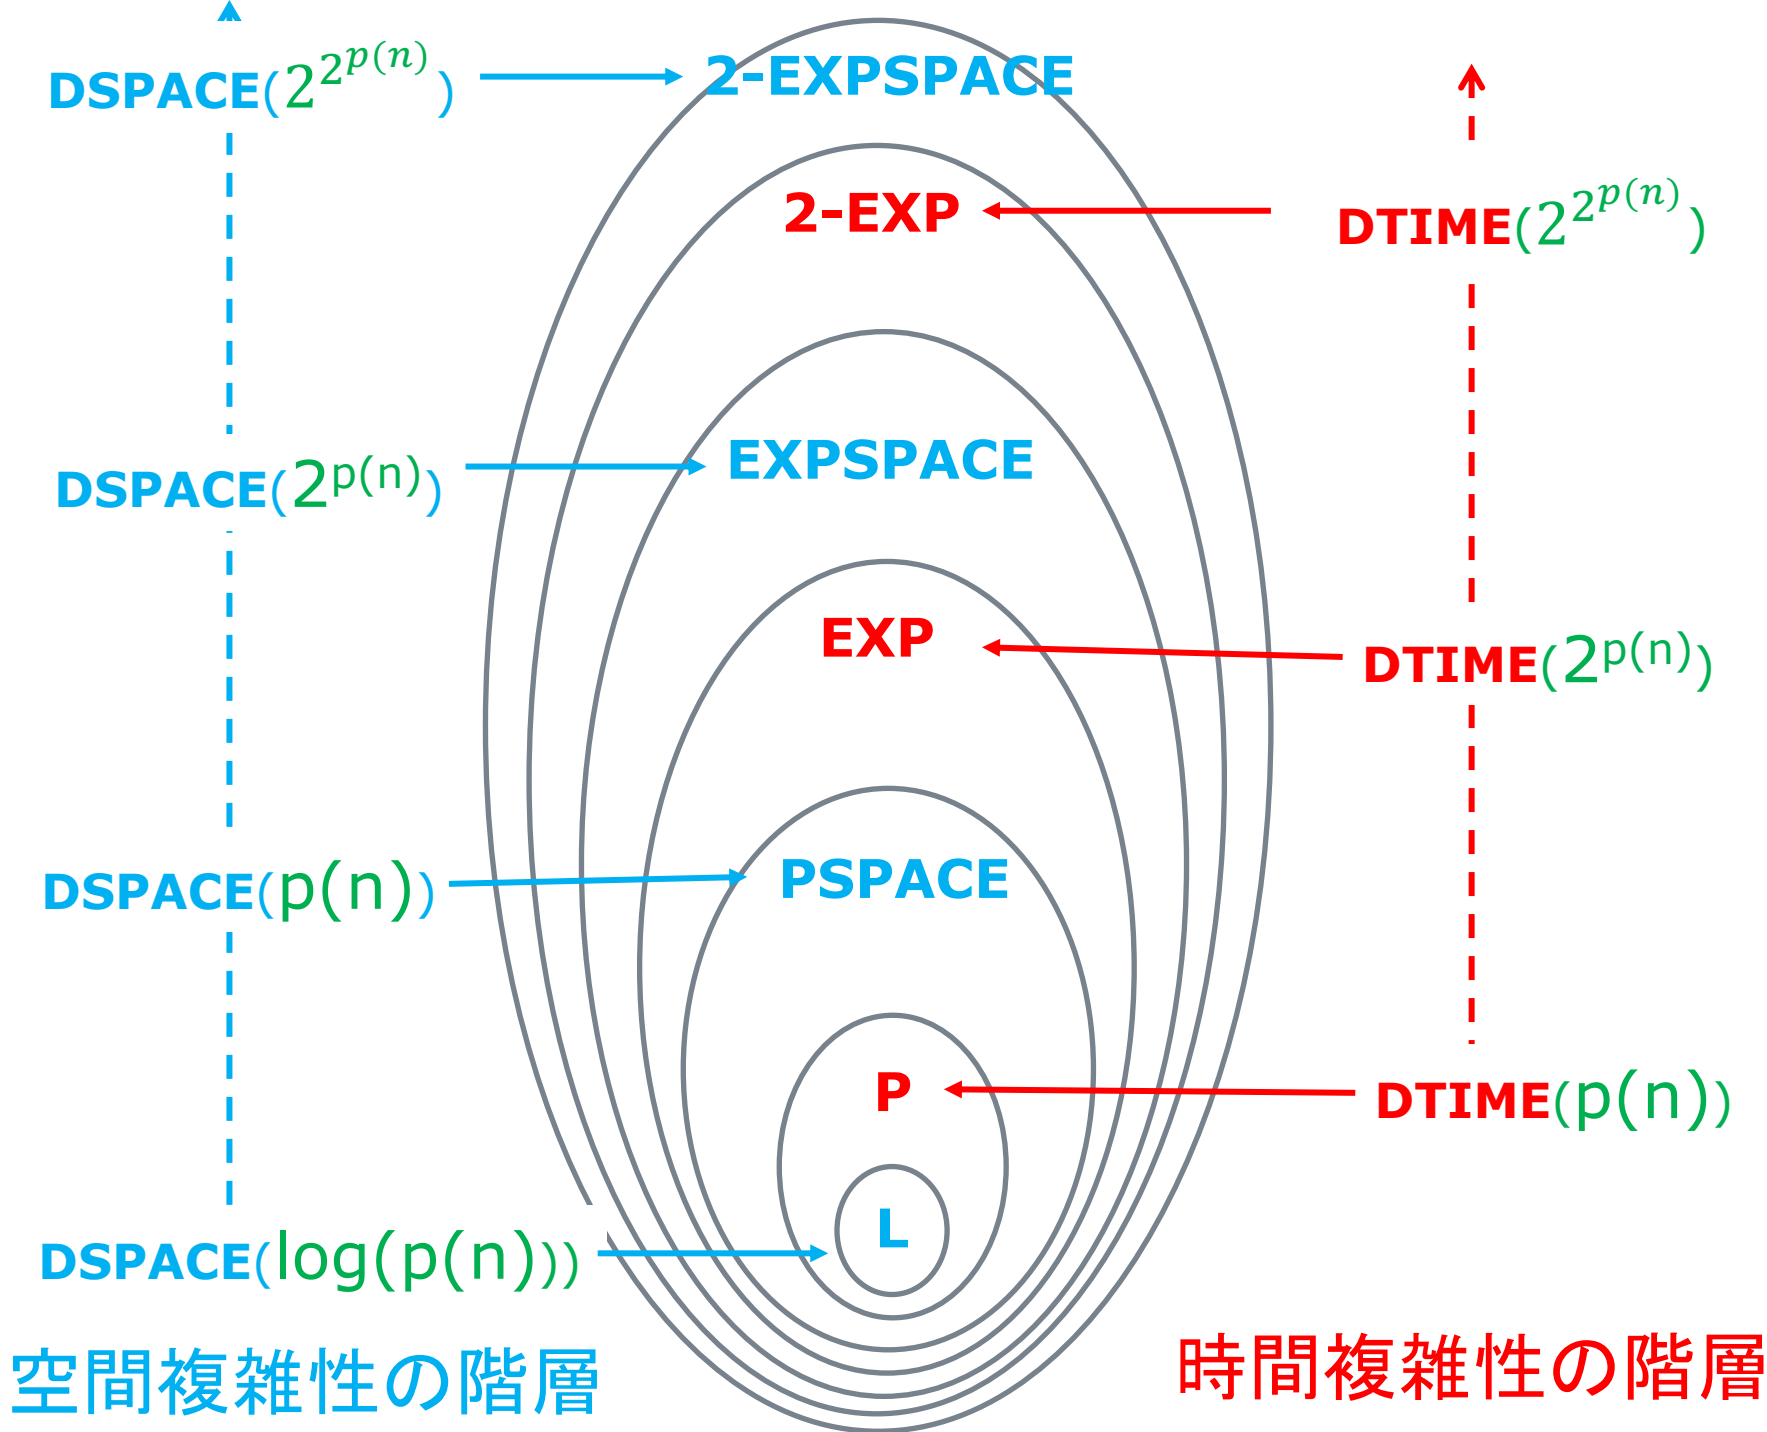 DSPACE(2^{2^{p(n)}})
2-EXPSPACE
2-EXP
DTIME(2^{2^{p(n)}})
EXPSPACE
DSPACE(2^{p(n)})
EXP
DTIME(2^{p(n)})
PSPACE
DSPACE(p(n))
P
DTIME(p(n))
L
DSPACE(log(p(n)))
空間複雑性の階層
時間複雑性の階層